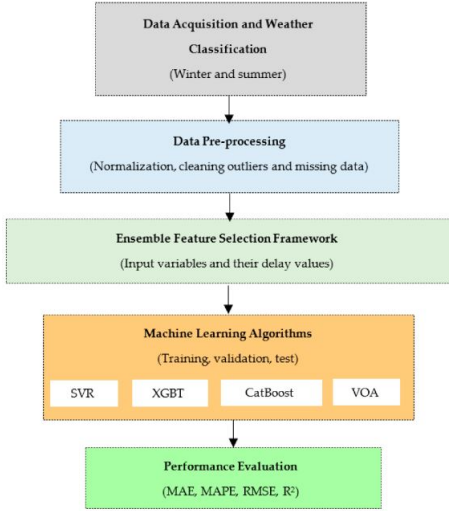 Data Acquisition and Weather
Classification
(Winter and summer)
Data Pre-processing
(Normalization, cleaning outliers and missing data)
Ensemble Feature Selection Framework
(Input variables and their delay values)
Machine Learning Algorithms
(Training, validation, test)
SVR XGBT CatBoost VOA
Performance Evaluation
(MAE, MAPE, RMSE, R²)